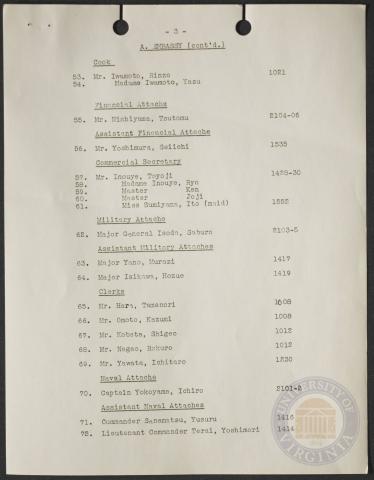 - 3 -
A. EMBASSY (cont'd.)
Cook
53. Mr. Iwamoto, Rinzo 1021
54. Madame Iwamoto, Yasu
Financial Attache
55. Mr. Nishiyama, Tsutomu 2104-06
Assistant Financial Attache
56. Mr. Yoshimura, Seiichi 1535
Commercial Secretary
57. Mr. Inouye, Toyoji 1428-30
58. Madame Inouye, Ryo
59. Master Ken
60. Master Joji
61. Miss Sumiyama, Ito (maid) 1552
Military Attache
62. Major General Isoda, Saburo 2103-5
Assistant Military Attaches
63. Major Yano, Muraji 1417
64. Major Isikawa, Hozue 1419
Clerks
65. Mr. Hara, Tamanori 1608
66. Mr. Omoto, Kazumi 1008
67. Mr. Kobata, Shigeo 1012
68. Mr. Nagao, Rokuro 1012
69. Mr. Yawata, Ichitaro 1230
Naval Attache
70. Captain Yokoyama, Ichiro 2101-2
Assistant Naval Attaches
71. Commander Sanematsu, Yuzuru 1416
72. Lieutenant Commander Terai, Yoshimori 1414
UNIVERSITY OF VIRGINIA